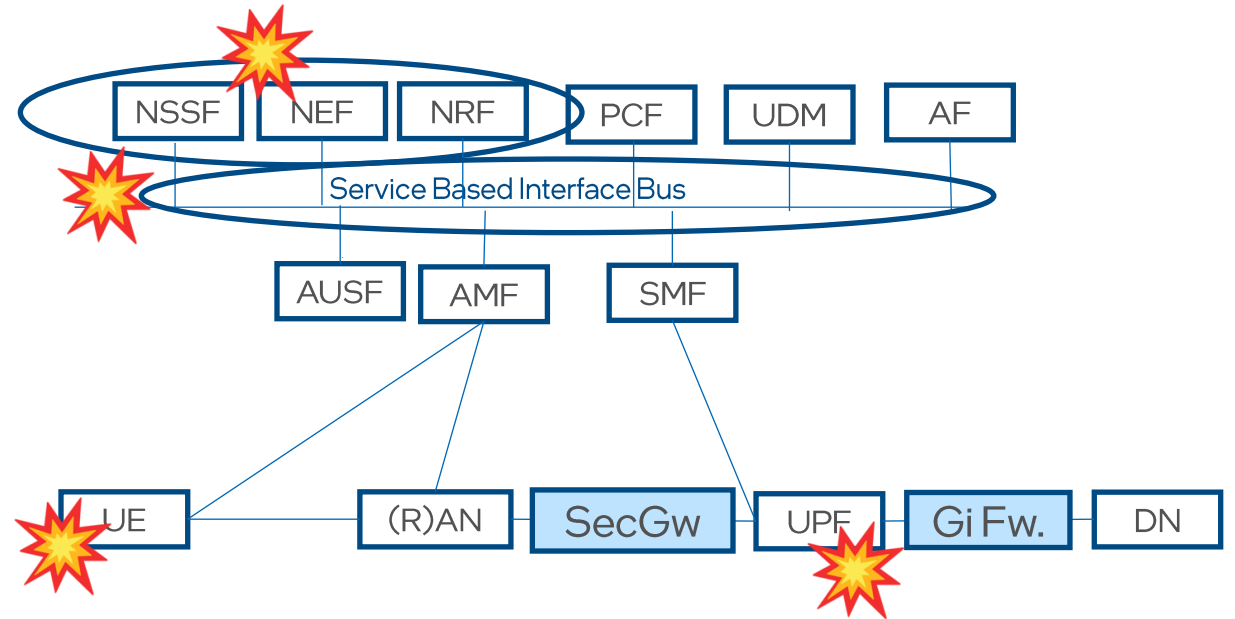 NSSF NEF NRF PCF UDM AF
Service Based Interface Bus
AUSF AMF SMF
UE (R)AN SecGw UPF Gi Fw. DN